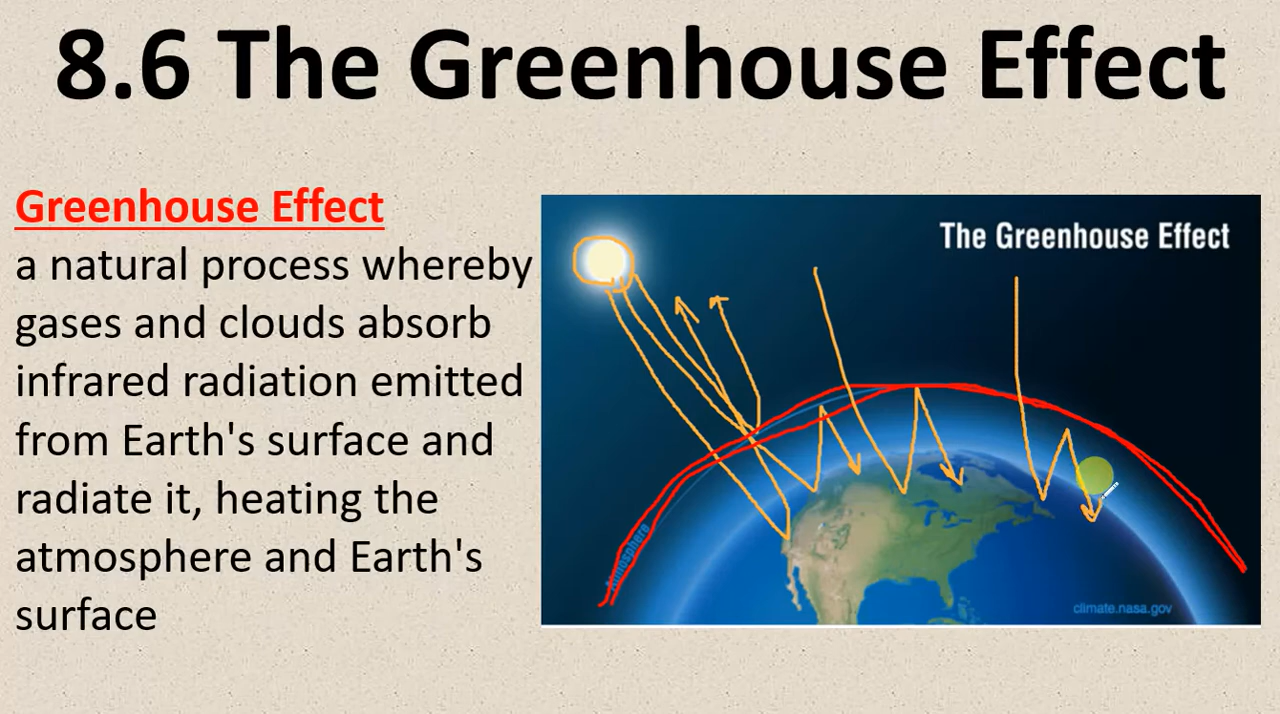 8.6 The Greenhouse Effect
Greenhouse Effect
a natural process whereby
gases and clouds absorb
infrared radiation emitted
from Earth's surface and
radiate it, heating the
atmosphere and Earth's
surface
The Greenhouse Effect
Atmosphere
climate.nasa.gov